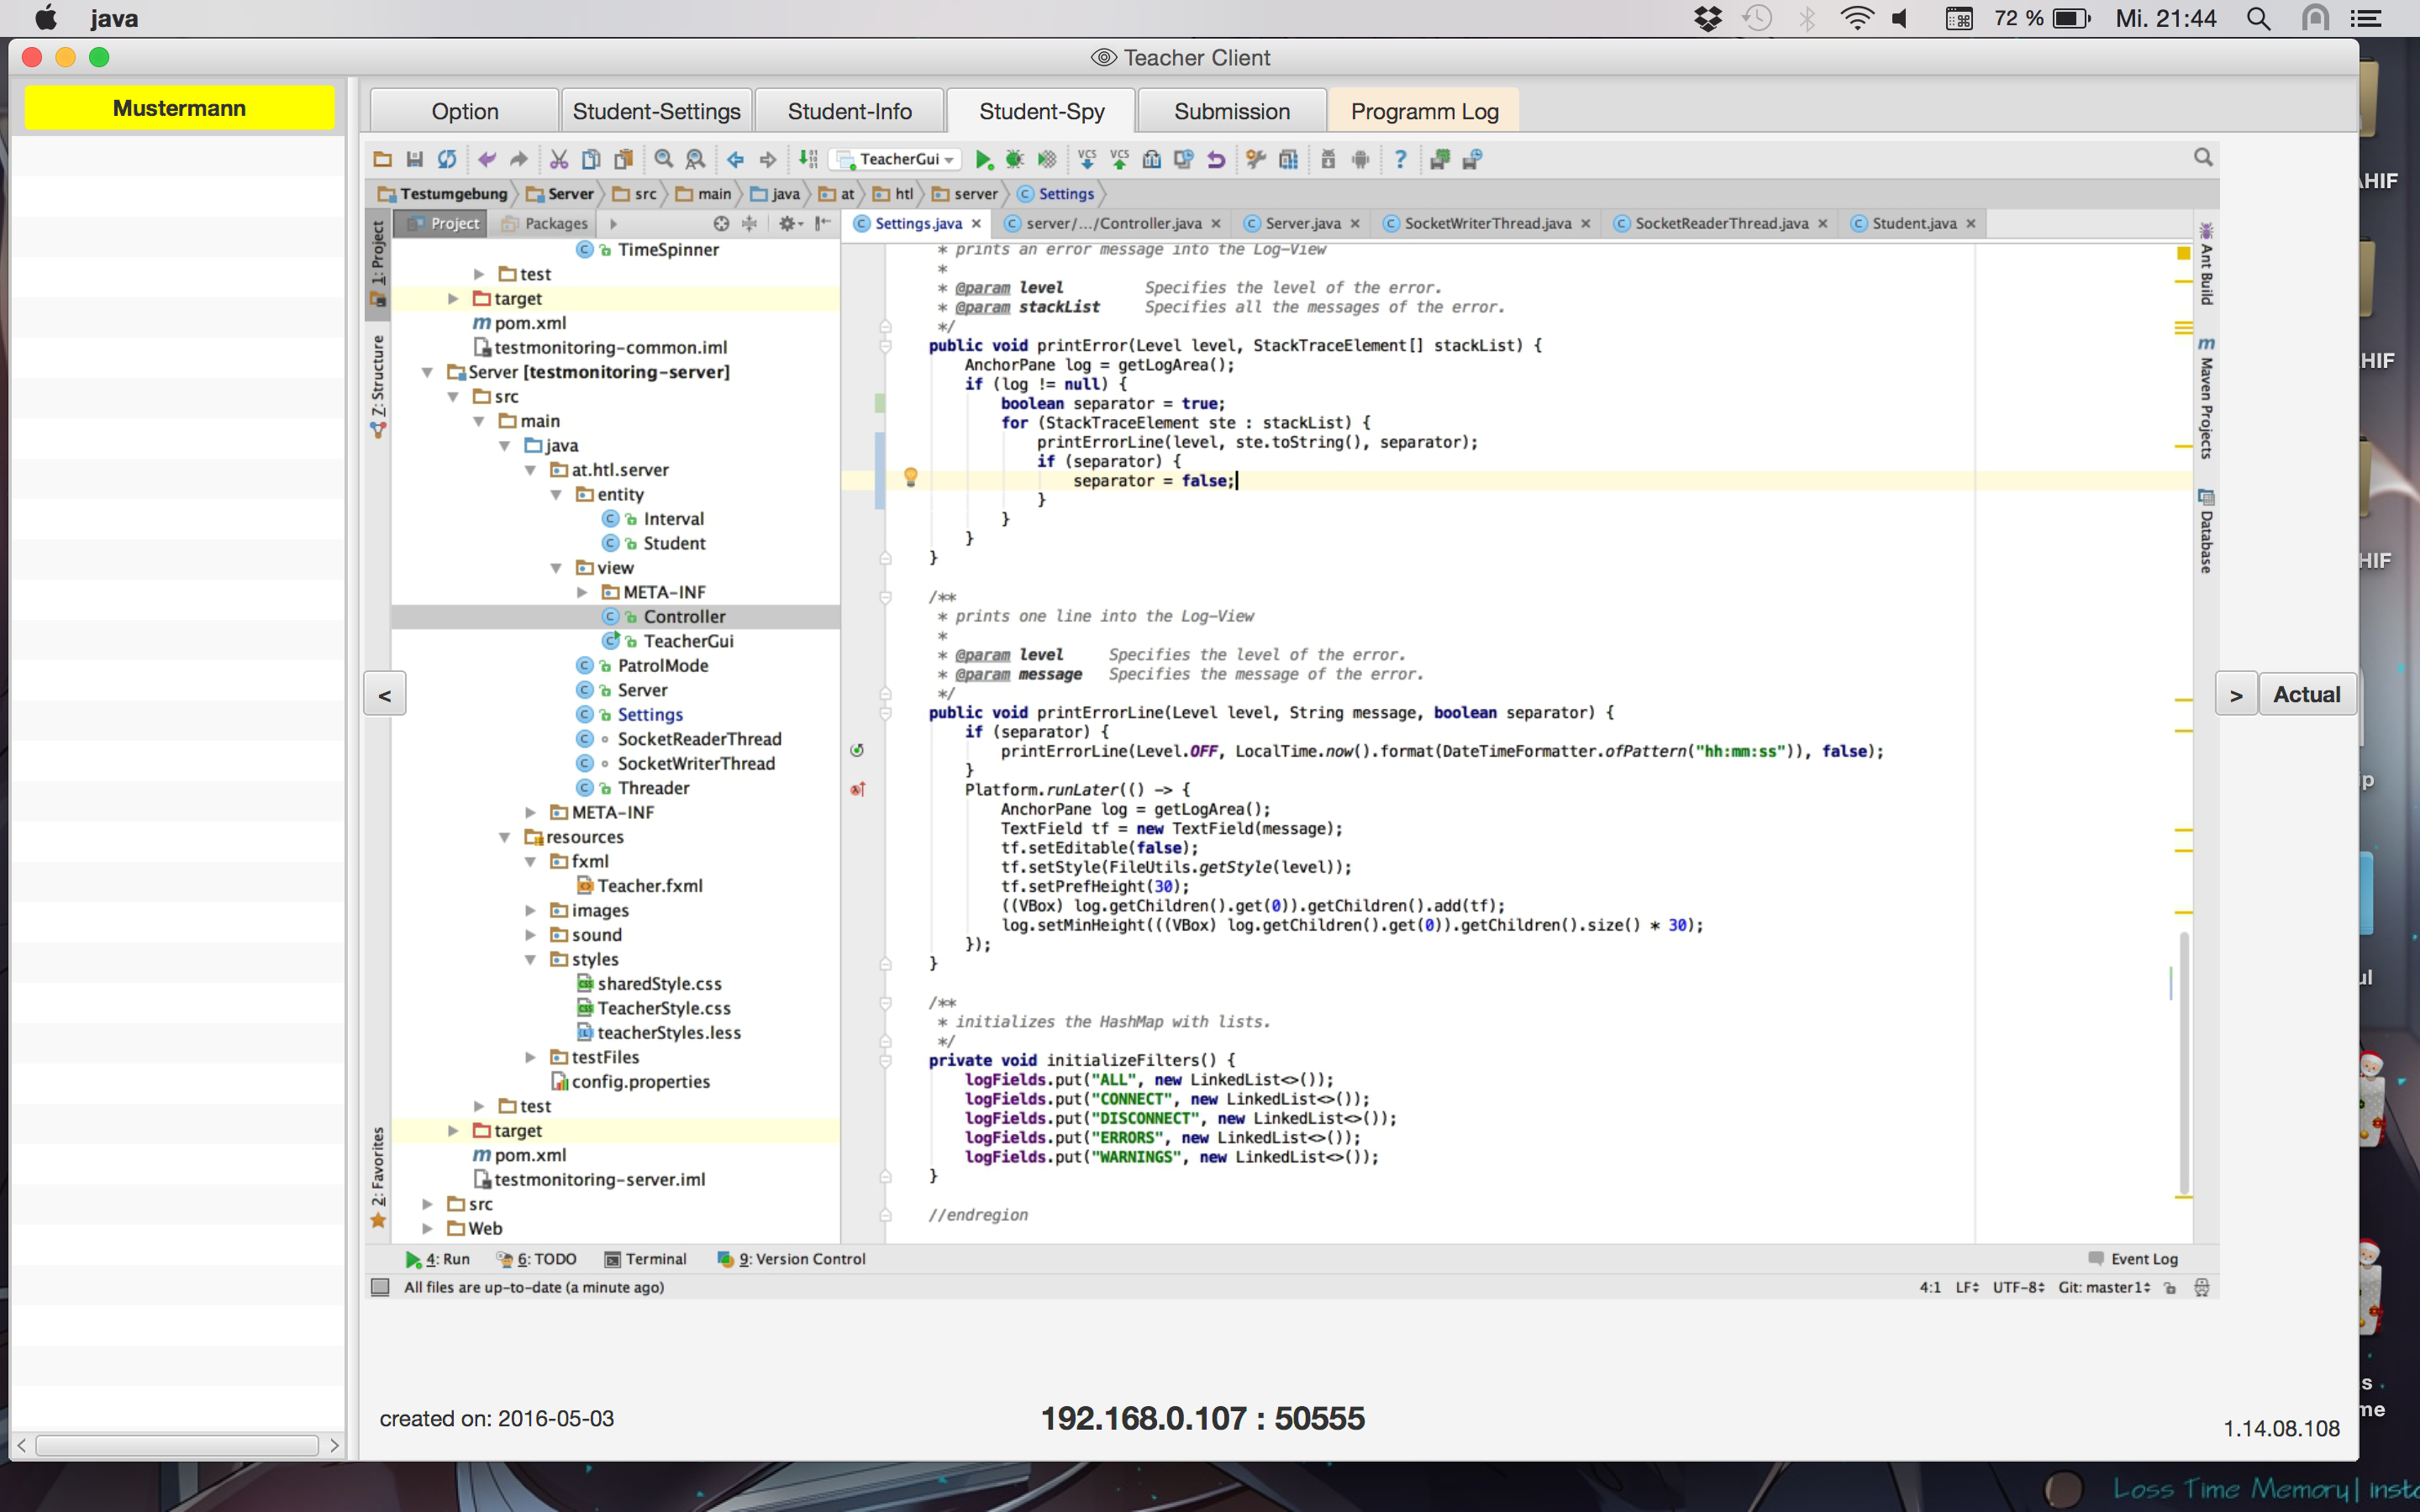 java
72 %
Mi. 21:44
Teacher Client
Mustermann
Option
Student-Settings
Student-Info
Student-Spy
Submission
Programm Log
TeacherGui
Testumgebung
Server
src
main
java
at
htl
server
Settings
1: Project
Z: Structure
2: Favorites
Project
Packages
TimeSpinner
test
target
pom.xml
testmonitoring-common.iml
Server [testmonitoring-server]
src
main
java
at.htl.server
entity
Interval
Student
view
META-INF
Controller
TeacherGui
PatrolMode
Server
Settings
SocketReaderThread
SocketWriterThread
Threader
META-INF
resources
fxml
Teacher.fxml
images
sound
styles
sharedStyle.css
TeacherStyle.css
teacherStyles.less
testFiles
config.properties
test
target
pom.xml
testmonitoring-server.iml
src
Web
Settings.java
server/.../Controller.java
Server.java
SocketWriterThread.java
SocketReaderThread.java
Student.java
* prints an error message into the Log-View
*
* @param level Specifies the level of the error.
* @param stackList Specifies all the messages of the error.
*/
public void printError(Level level, StackTraceElement[] stackList) {
AnchorPane log = getLogArea();
if (log != null) {
boolean separator = true;
for (StackTraceElement ste : stackList) {
printErrorLine(level, ste.toString(), separator);
if (separator) {
separator = false;
}
}
}
}
/**
* prints one line into the Log-View
*
* @param level Specifies the level of the error.
* @param message Specifies the message of the error.
*/
public void printErrorLine(Level level, String message, boolean separator) {
if (separator) {
printErrorLine(Level.OFF, LocalTime.now().format(DateTimeFormatter.ofPattern("hh:mm:ss")), false);
}
Platform.runLater(() -> {
AnchorPane log = getLogArea();
TextField tf = new TextField(message);
tf.setEditable(false);
tf.setStyle(FileUtils.getStyle(level));
tf.setPrefHeight(30);
((VBox) log.getChildren().get(0)).getChildren().add(tf);
log.setMinHeight(((VBox) log.getChildren().get(0)).getChildren().size() * 30);
});
}
/**
* initializes the HashMap with lists.
*/
private void initializeFilters() {
logFields.put("ALL", new LinkedList<>());
logFields.put("CONNECT", new LinkedList<>());
logFields.put("DISCONNECT", new LinkedList<>());
logFields.put("ERRORS", new LinkedList<>());
logFields.put("WARNINGS", new LinkedList<>());
}
//endregion
Ant Build
Maven Projects
Database
<
>
Actual
4: Run
6: TODO
Terminal
9: Version Control
Event Log
All files are up-to-date (a minute ago)
4:1
LF
UTF-8
Git: master1
created on: 2016-05-03
192.168.0.107 : 50555
1.14.08.108
Loss Time Memory|